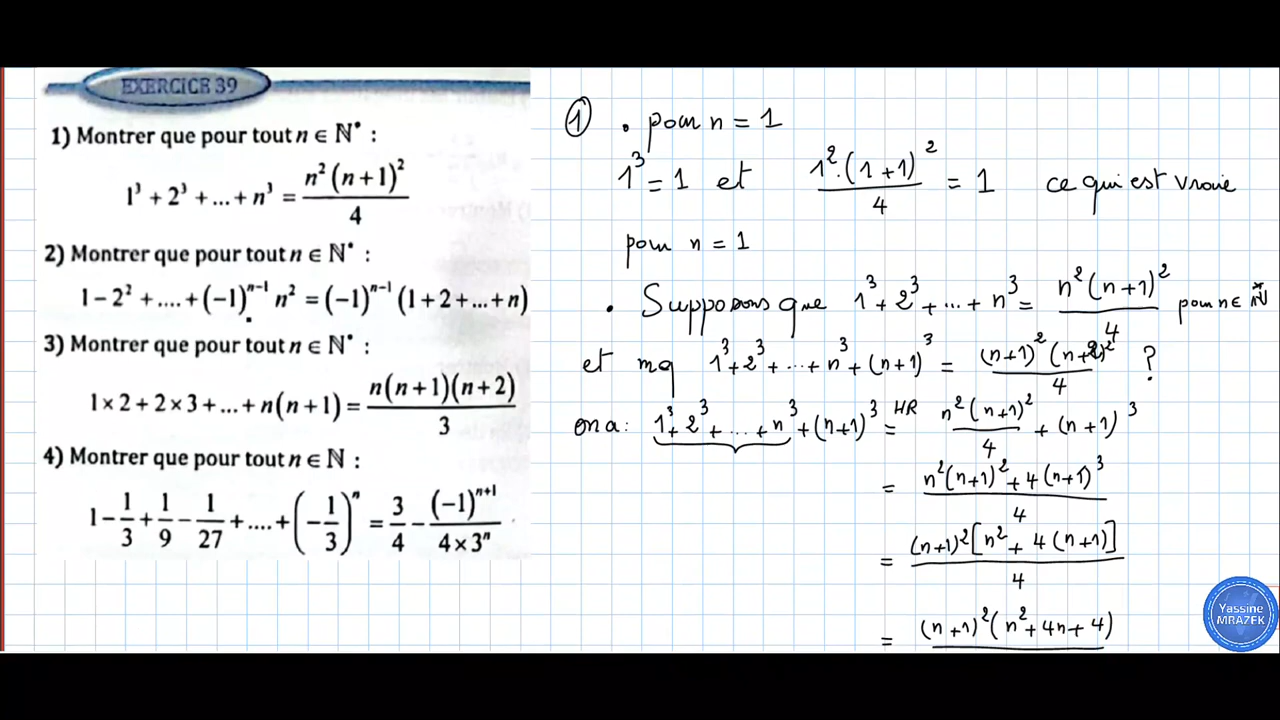 EXERCICE 39
1) Montrer que pour tout n ∈ ℕ* :
1³ + 2³ + ... + n³ = n²(n+1)² / 4
2) Montrer que pour tout n ∈ ℕ* :
1 − 2² + .... + (−1)ⁿ⁻¹ n² = (−1)ⁿ⁻¹ (1 + 2 + ... + n)
3) Montrer que pour tout n ∈ ℕ* :
1 × 2 + 2 × 3 + ... + n(n+1) = n(n+1)(n+2) / 3
4) Montrer que pour tout n ∈ ℕ :
1 − 1/3 + 1/9 − 1/27 + .... + (−1/3)ⁿ = 3/4 − (−1)ⁿ⁺¹ / (4 × 3ⁿ)
① . pour n = 1
1³ = 1 et 1².(1+1)² / 4 = 1 ce qui est vraie
pour n = 1
. Supposons que 1³ + 2³ + ... + n³ = n²(n+1)² / 4 pour n ∈ ℕ*
et mq 1³ + 2³ + ... + n³ + (n+1)³ = (n+1)²(n+2)² / 4 ?
on a : 1³ + 2³ + ... + n³ + (n+1)³ =ᴴᴿ n²(n+1)² / 4 + (n+1)³
= n²(n+1)² + 4(n+1)³ / 4
= (n+1)²[n² + 4(n+1)] / 4
= (n+1)²(n² + 4n + 4)
Yassine
MRAZEK